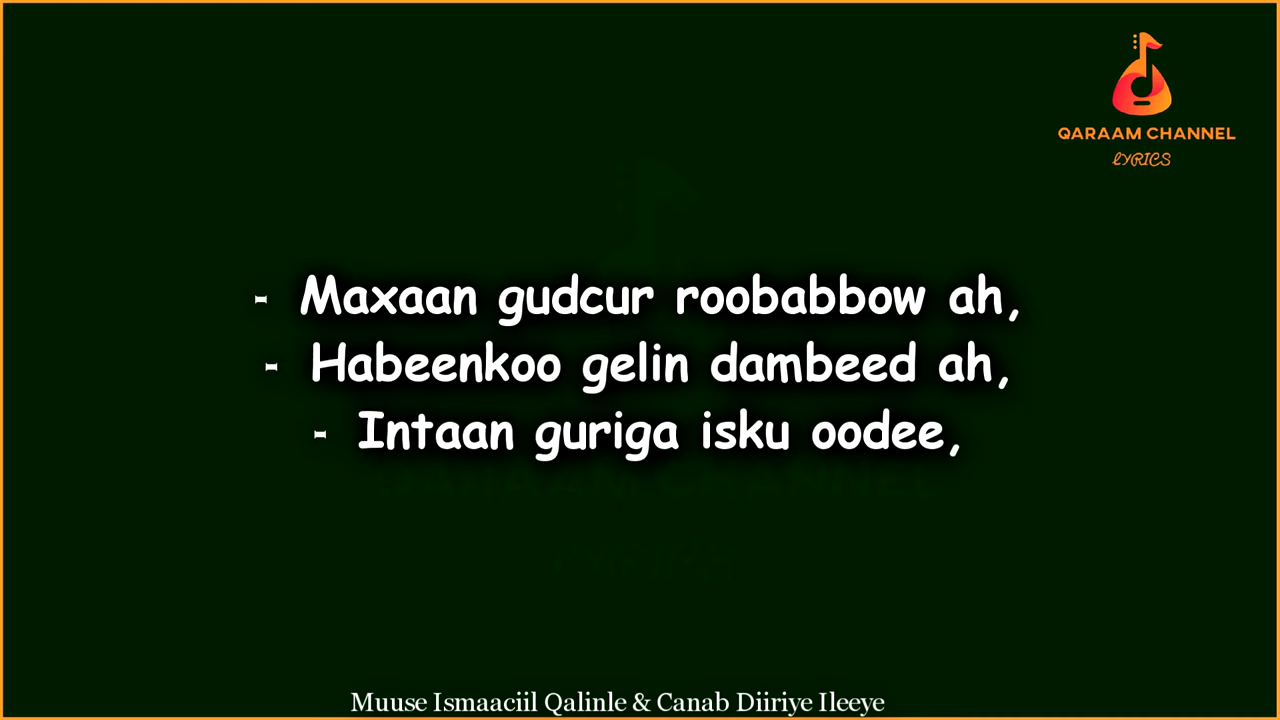 QARAAM CHANNEL
LYRICS
- Maxaan gudcur roobabbow ah,
- Habeenkoo gelin dambeed ah,
- Intaan guriga isku oodee,
Muuse Ismaaciil Qalinle & Canab Diiriye Ileeye